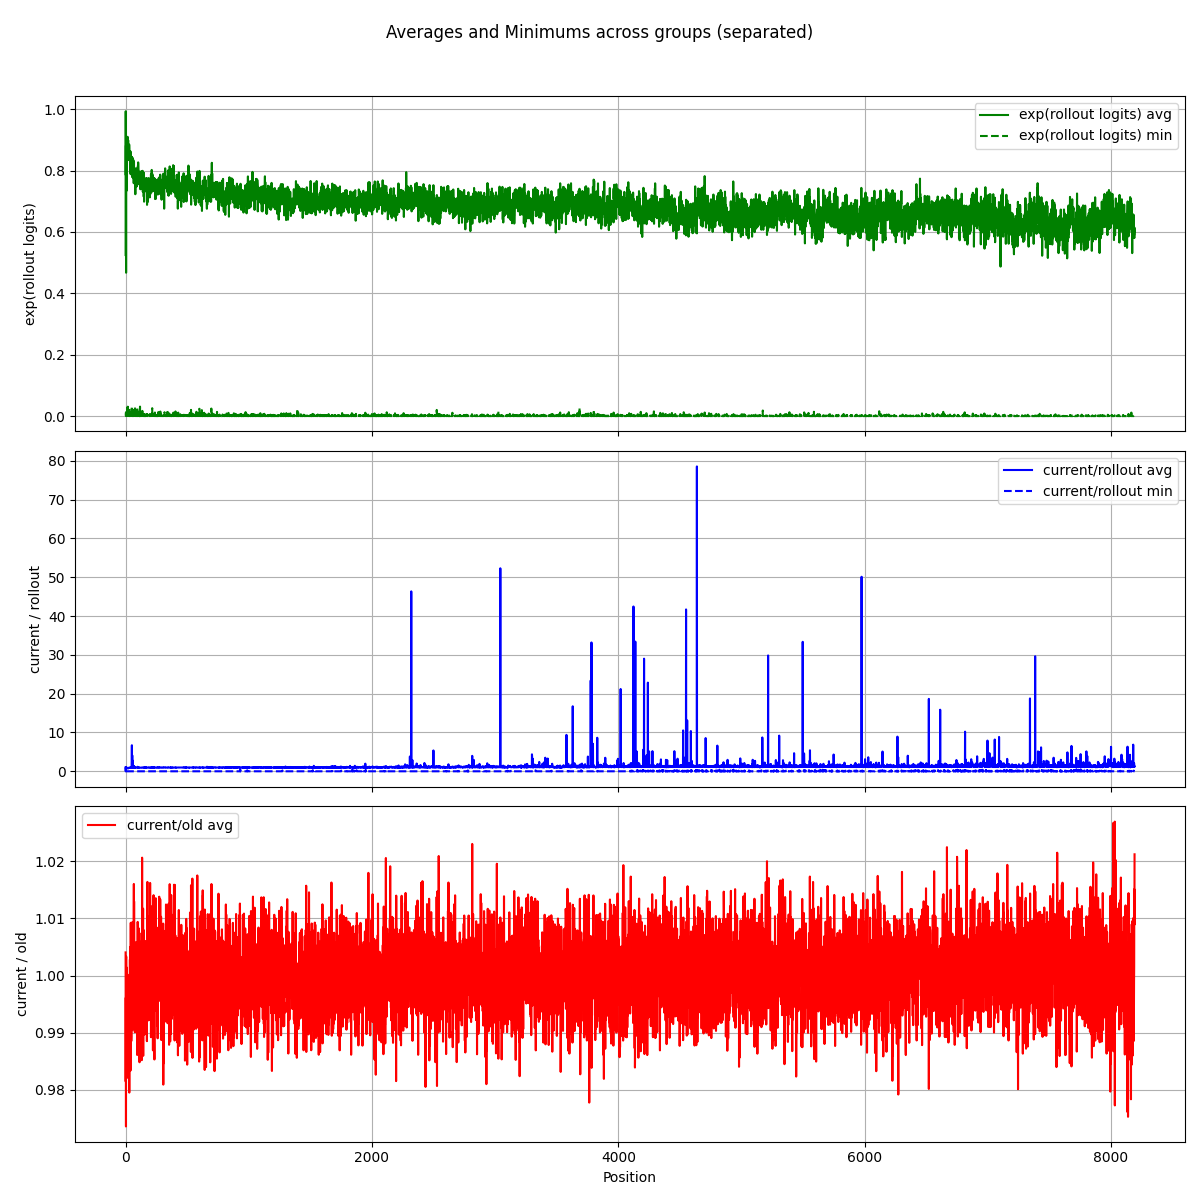 Averages and Minimums across groups (separated)
exp(rollout logits)
1.0
0.8
0.6
0.4
0.2
0.0
exp(rollout logits) avg
exp(rollout logits) min
current / rollout
80
70
60
50
40
30
20
10
0
current/rollout avg
current/rollout min
current / old
1.02
1.01
1.00
0.99
0.98
current/old avg
0
2000
4000
6000
8000
Position